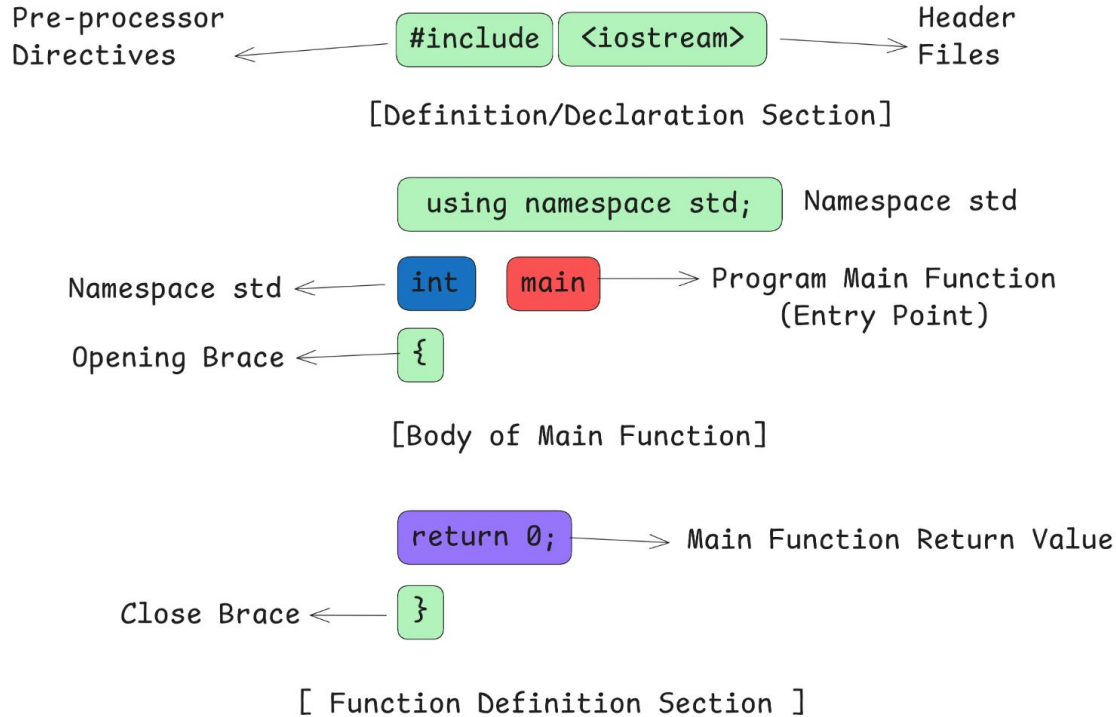 Pre-processor
Directives
#include <iostream>
Header
Files
[Definition/Declaration Section]
using namespace std;
Namespace std
Namespace std
int main
Program Main Function
(Entry Point)
Opening Brace
{
[Body of Main Function]
return 0;
Main Function Return Value
Close Brace
}
[ Function Definition Section ]